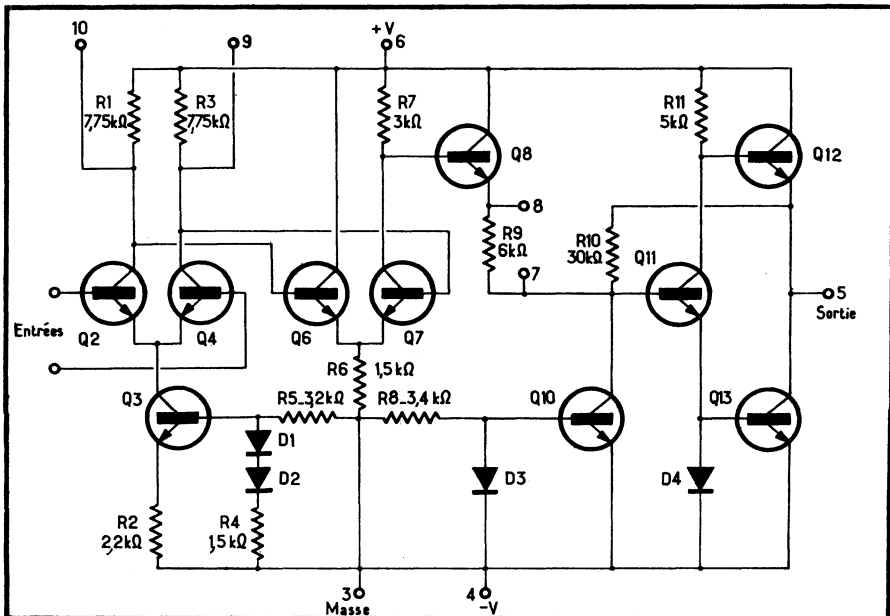 10
9
+V
6
R1
7,75kΩ
R3
7,75kΩ
R7
3kΩ
Q8
R11
5kΩ
Q12
8
R9
6kΩ
R10
30kΩ
7
Q11
5
Sortie
Entrées
Q2
Q4
Q6
Q7
R6
1,5kΩ
Q3
R5_3,2kΩ
R8_3,4kΩ
Q10
Q13
D1
D2
D3
D4
R2
2,2kΩ
R4
1,5kΩ
3
Masse
4
-V